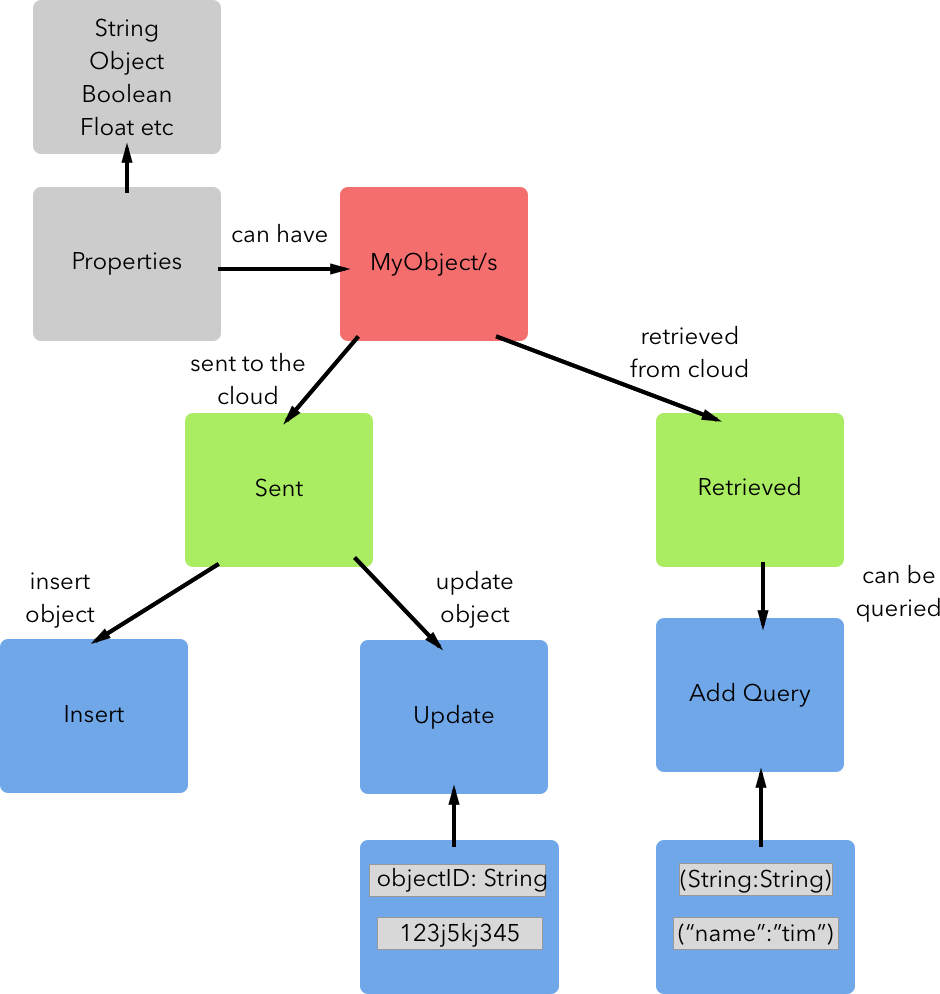 String
Object
Boolean
Float etc
Properties
can have
MyObject/s
sent to the
cloud
retrieved
from cloud
Sent
Retrieved
insert
object
update
object
can be
queried
Insert
Update
Add Query
objectID: String
123j5kj345
(String:String)
(“name”:”tim”)